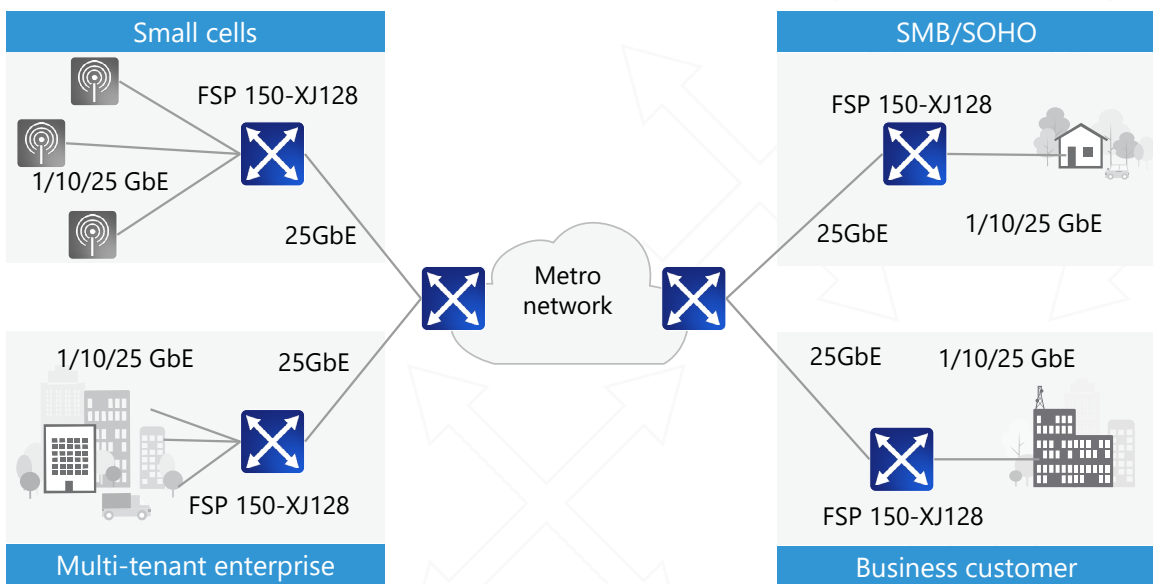 Small cells
FSP 150-XJ128
1/10/25 GbE
25GbE
1/10/25 GbE
25GbE
FSP 150-XJ128
Multi-tenant enterprise
Metro
network
SMB/SOHO
FSP 150-XJ128
1/10/25 GbE
25GbE
25GbE
1/10/25 GbE
FSP 150-XJ128
Business customer